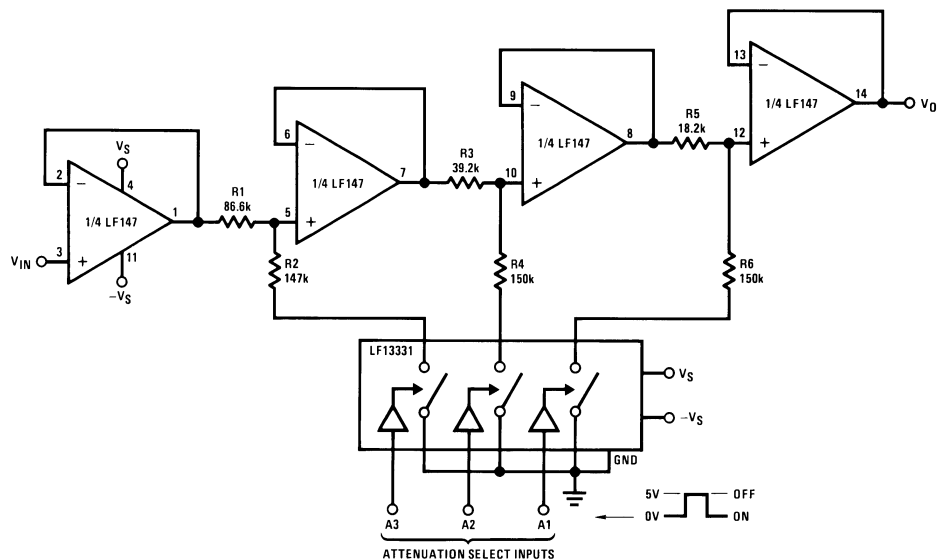 13
−
1/4 LF147
14
V_O
12
+
R5
18.2k
9
−
1/4 LF147
8
10
+
6
−
1/4 LF147
7
5
+
R3
39.2k
V_S
2
−
4
1/4 LF147
1
R1
86.6k
V_IN
3
+
11
−V_S
R2
147k
R4
150k
R6
150k
LF13331
V_S
−V_S
GND
5V
OFF
0V
ON
A3
A2
A1
ATTENUATION SELECT INPUTS